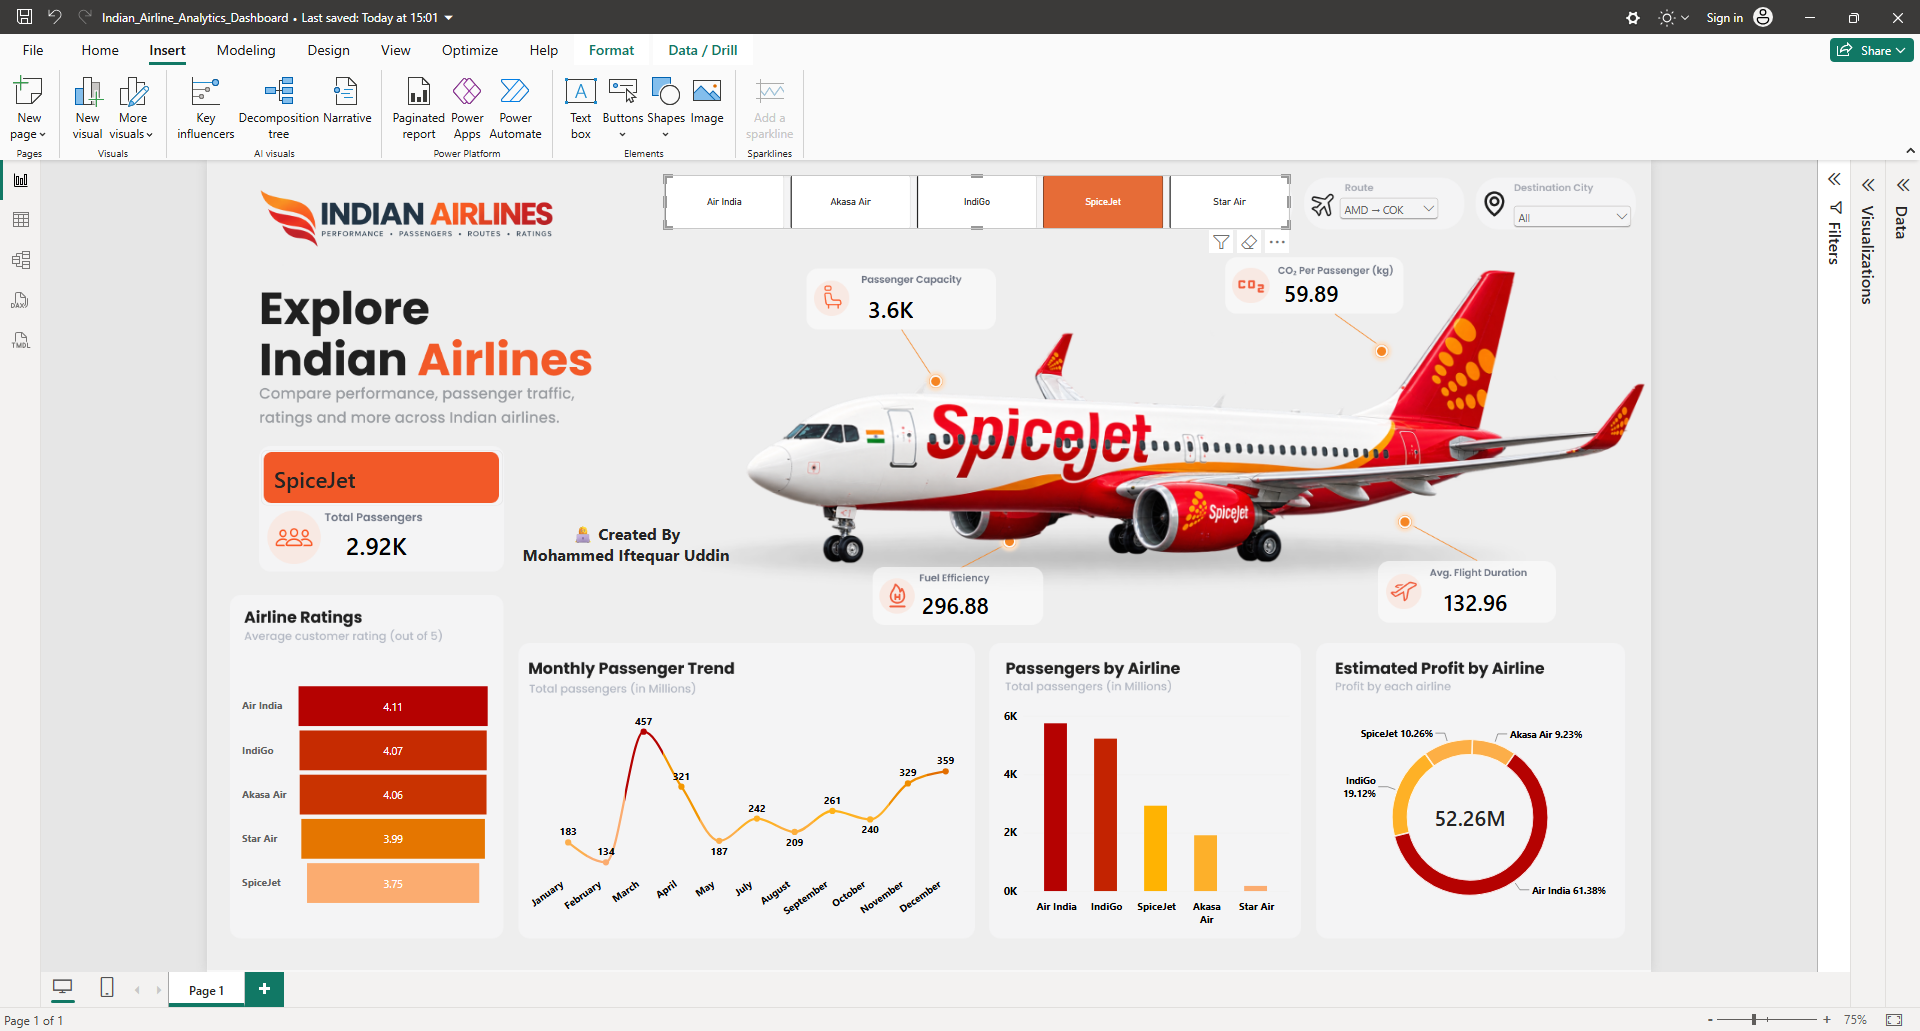 Indian_Airline_Analytics_Dashboard • Last saved: Today at 15:01
Sign in
File
Home
Insert
Modeling
Design
View
Optimize
Help
Format
Data / Drill
Share
New page
New visual
More visuals
Key influencers
Decomposition tree
Narrative
Paginated report
Power Apps
Power Automate
Text box
Buttons
Shapes
Image
Add a sparkline
Pages
Visuals
AI visuals
Power Platform
Elements
Sparklines
DAX
TMDL
INDIAN AIRLINES
PERFORMANCE • PASSENGERS • ROUTES • RATINGS
Air India
Akasa Air
IndiGo
SpiceJet
Star Air
Route
AMD → COK
Destination City
All
Filters
Visualizations
Data
Explore
Indian Airlines
Compare performance, passenger traffic,
ratings and more across Indian airlines.
Passenger Capacity
3.6K
CO₂ Per Passenger (kg)
CO2
59.89
SpiceJet
SpiceJet
SpiceJet
Total Passengers
2.92K
Created By
Mohammed Iftequar Uddin
Fuel Efficiency
H
296.88
Avg. Flight Duration
132.96
Airline Ratings
Average customer rating (out of 5)
Air India
4.11
IndiGo
4.07
Akasa Air
4.06
Star Air
3.99
SpiceJet
3.75
Monthly Passenger Trend
Total passengers (in Millions)
183
134
457
321
187
242
209
261
240
329
359
January
February
March
April
May
July
August
September
October
November
December
Passengers by Airline
Total passengers (in Millions)
6K
4K
2K
0K
Air India
IndiGo
SpiceJet
Akasa
Air
Star Air
Estimated Profit by Airline
Profit by each airline
SpiceJet 10.26%
Akasa Air 9.23%
IndiGo
19.12%
52.26M
Air India 61.38%
Page 1
Page 1 of 1
75%